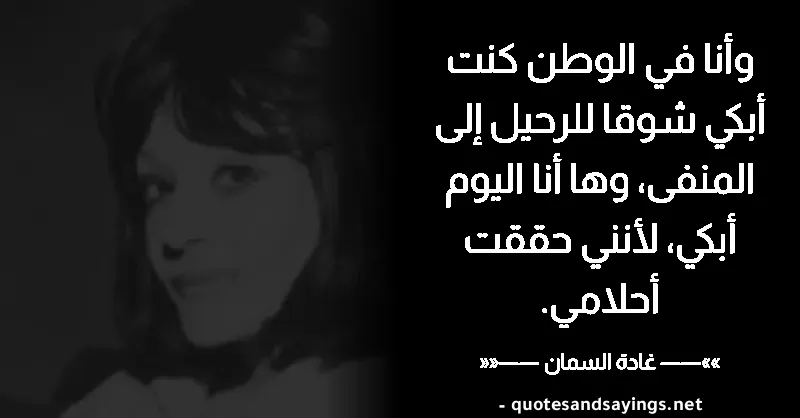 وأنا في الوطن كنت
أبكي شوقا للرحيل إلى
المنفى، وها أنا اليوم
أبكي، لأنني حققت
أحلامي.
»»—— غادة السمان ——««
- quotesandsayings.net